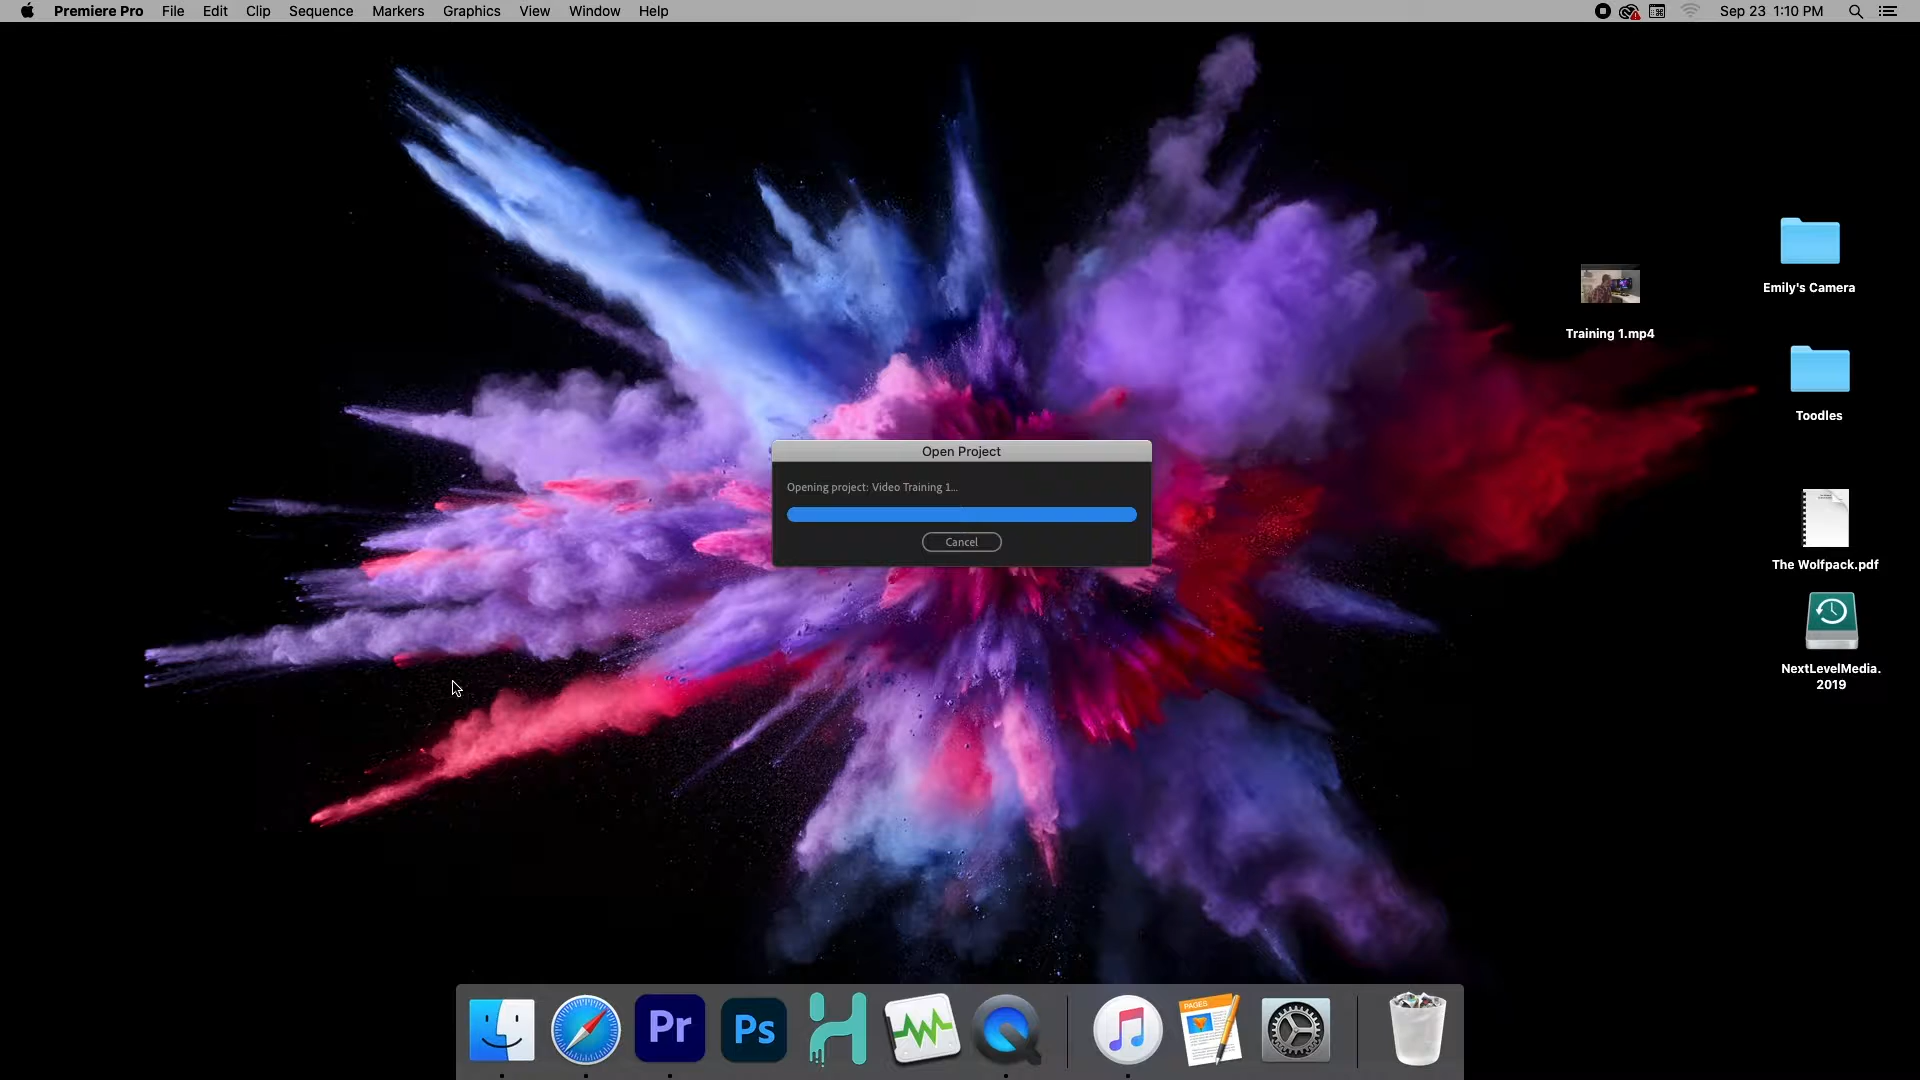 Premiere Pro File Edit Clip Sequence Markers Graphics View Window Help
Sep 23 1:10 PM
Emily's Camera
Training 1.mp4
Toodles
Open Project
Opening project: Video Training 1...
Cancel
The Wolfpack.pdf
NextLevelMedia.
2019
Pr
Ps
PAGES